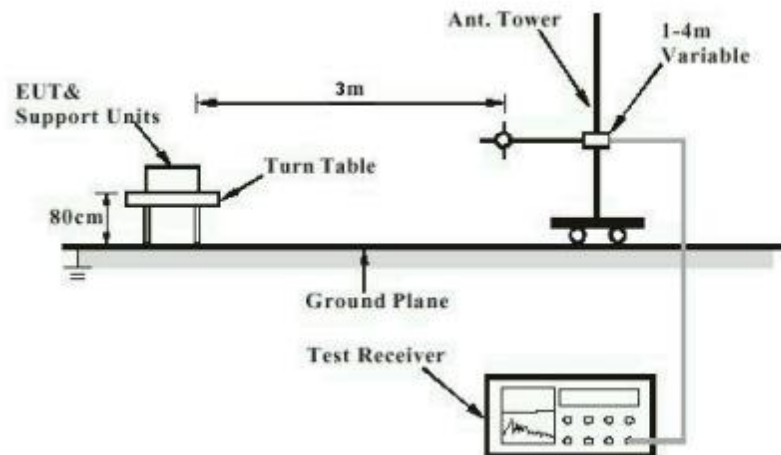 Ant. Tower
1-4m
Variable
EUT&
Support Units
3m
Turn Table
80cm
Ground Plane
Test Receiver